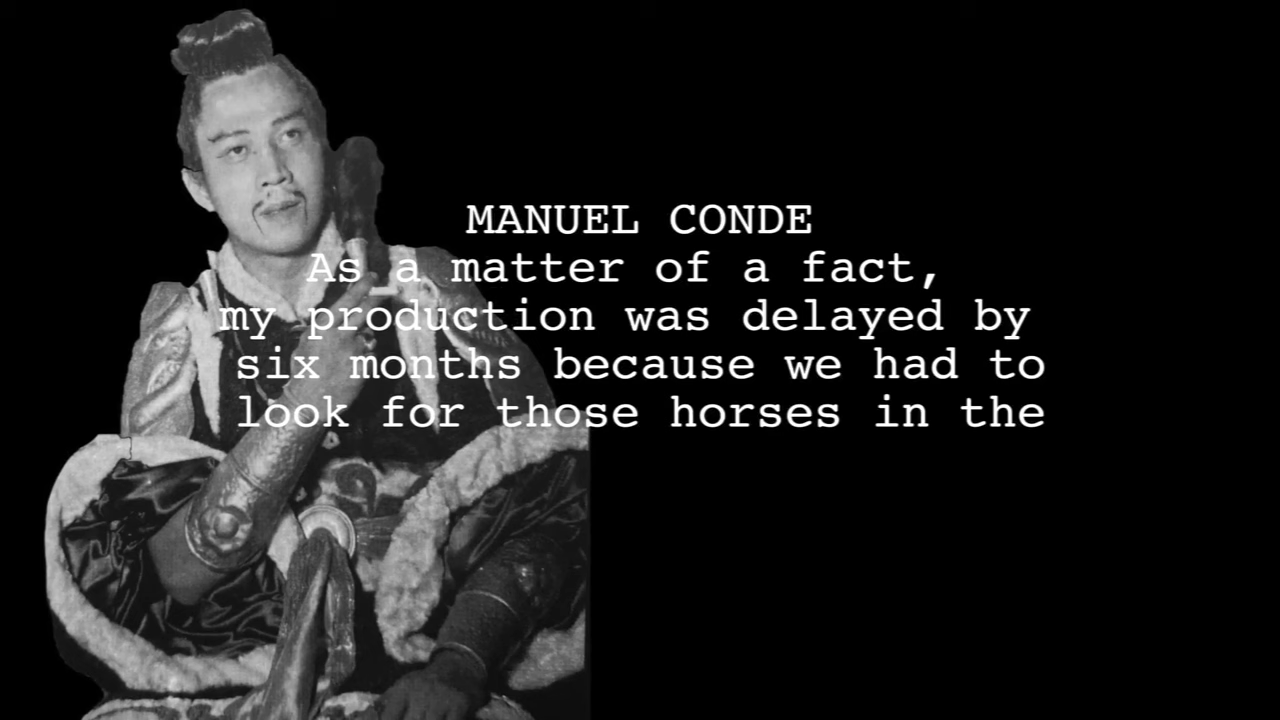 MANUEL CONDE
As a matter of a fact,
my production was delayed by
six months because we had to
look for those horses in the